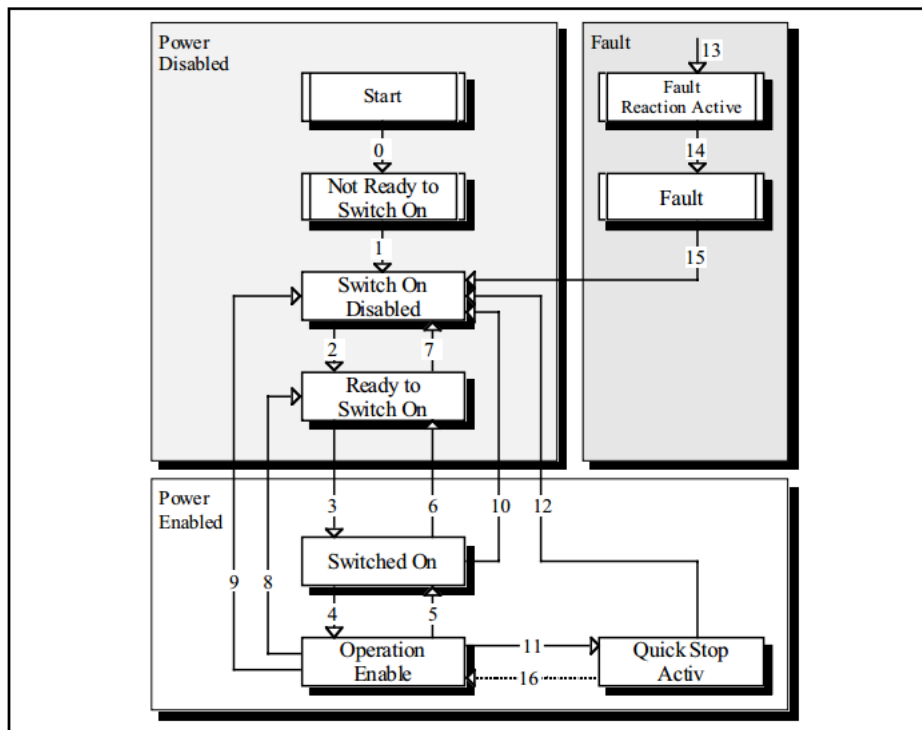 Power
Disabled
Fault
13
Start
Fault
Reaction Active
0
14
Not Ready to
Switch On
Fault
1
15
Switch On
Disabled
2
7
Ready to
Switch On
Power
Enabled
3
6
10
12
Switched On
9
8
4
5
Operation
Enable
11
16
Quick Stop
Activ